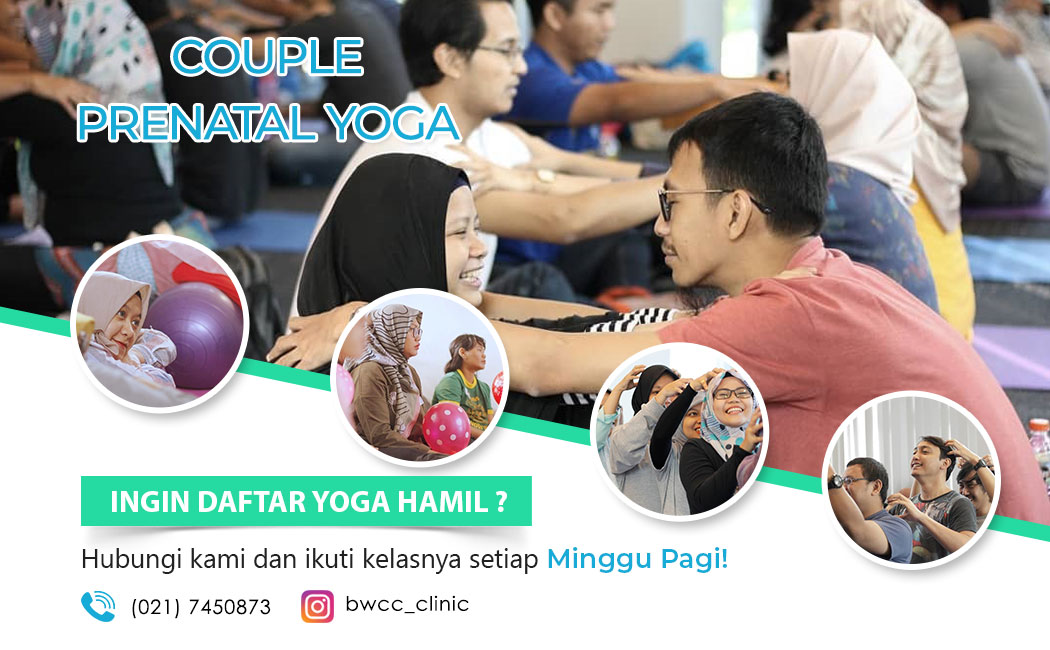 COUPLE
PRENATAL YOGA
INGIN DAFTAR YOGA HAMIL ?
Hubungi kami dan ikuti kelasnya setiap Minggu Pagi!
(021) 7450873 bwcc_clinic